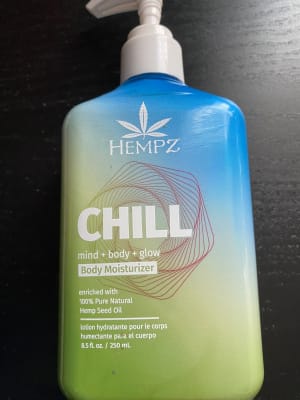 HEMPZ
CHILL
mind + body + glow
Body Moisturizer
enriched with
100% Pure Natural
Hemp Seed Oil
lotion hydratante pour le corps
humectante para el cuerpo
8.5 fl. oz. / 250 mL